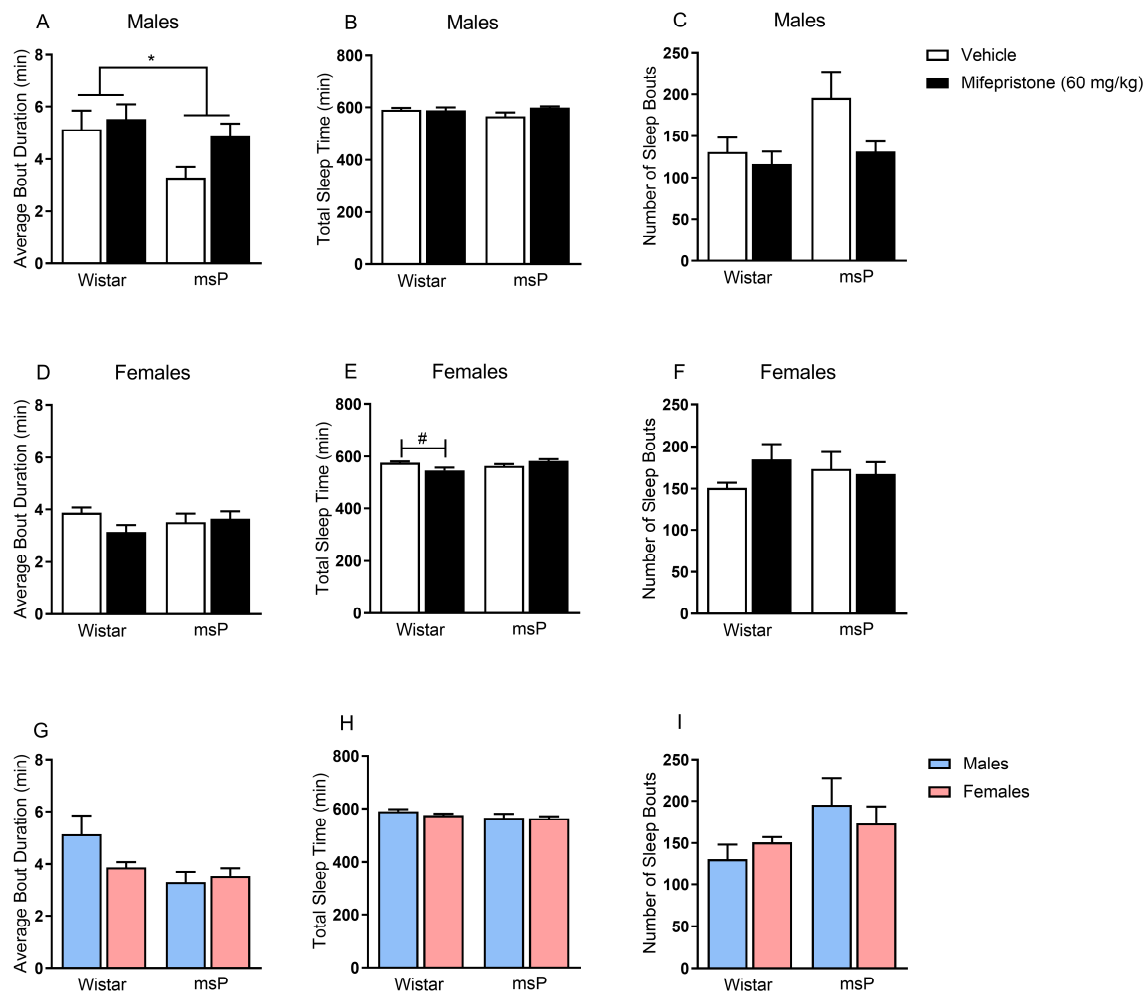 A Males
Average Bout Duration (min)
8
6
4
2
0
*
Wistar msP
B Males
Total Sleep Time (min)
800
600
400
200
0
Wistar msP
C Males
Number of Sleep Bouts
250
200
150
100
50
0
Wistar msP
Vehicle
Mifepristone (60 mg/kg)
D Females
Average Bout Duration (min)
8
6
4
2
0
Wistar msP
E Females
Total Sleep Time (min)
800
600
400
200
0
#
Wistar msP
F Females
Number of Sleep Bouts
250
200
150
100
50
0
Wistar msP
G
Average Bout Duration (min)
8
6
4
2
0
Wistar msP
H
Total Sleep Time (min)
800
600
400
200
0
Wistar msP
I
Number of Sleep Bouts
250
200
150
100
50
0
Wistar msP
Males
Females